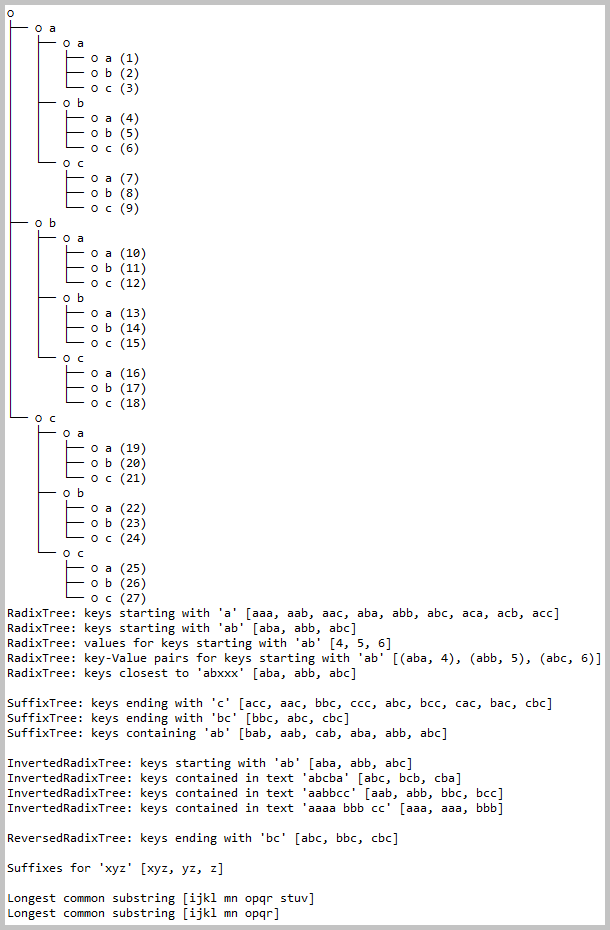 o
├── o a
│   ├── o a
│   │   ├── o a (1)
│   │   ├── o b (2)
│   │   └── o c (3)
│   ├── o b
│   │   ├── o a (4)
│   │   ├── o b (5)
│   │   └── o c (6)
│   └── o c
│       ├── o a (7)
│       ├── o b (8)
│       └── o c (9)
├── o b
│   ├── o a
│   │   ├── o a (10)
│   │   ├── o b (11)
│   │   └── o c (12)
│   ├── o b
│   │   ├── o a (13)
│   │   ├── o b (14)
│   │   └── o c (15)
│   └── o c
│       ├── o a (16)
│       ├── o b (17)
│       └── o c (18)
└── o c
    ├── o a
    │   ├── o a (19)
    │   ├── o b (20)
    │   └── o c (21)
    ├── o b
    │   ├── o a (22)
    │   ├── o b (23)
    │   └── o c (24)
    └── o c
        ├── o a (25)
        ├── o b (26)
        └── o c (27)
RadixTree: keys starting with 'a' [aaa, aab, aac, aba, abb, abc, aca, acb, acc]
RadixTree: keys starting with 'ab' [aba, abb, abc]
RadixTree: values for keys starting with 'ab' [4, 5, 6]
RadixTree: key-Value pairs for keys starting with 'ab' [(aba, 4), (abb, 5), (abc, 6)]
RadixTree: keys closest to 'abxxx' [aba, abb, abc]

SuffixTree: keys ending with 'c' [acc, aac, bbc, ccc, abc, bcc, cac, bac, cbc]
SuffixTree: keys ending with 'bc' [bbc, abc, cbc]
SuffixTree: keys containing 'ab' [bab, aab, cab, aba, abb, abc]

InvertedRadixTree: keys starting with 'ab' [aba, abb, abc]
InvertedRadixTree: keys contained in text 'abcba' [abc, bcb, cba]
InvertedRadixTree: keys contained in text 'aabbcc' [aab, abb, bbc, bcc]
InvertedRadixTree: keys contained in text 'aaaa bbb cc' [aaa, aaa, bbb]

ReversedRadixTree: keys ending with 'bc' [abc, bbc, cbc]

Suffixes for 'xyz' [xyz, yz, z]

Longest common substring [ijkl mn opqr stuv]
Longest common substring [ijkl mn opqr]